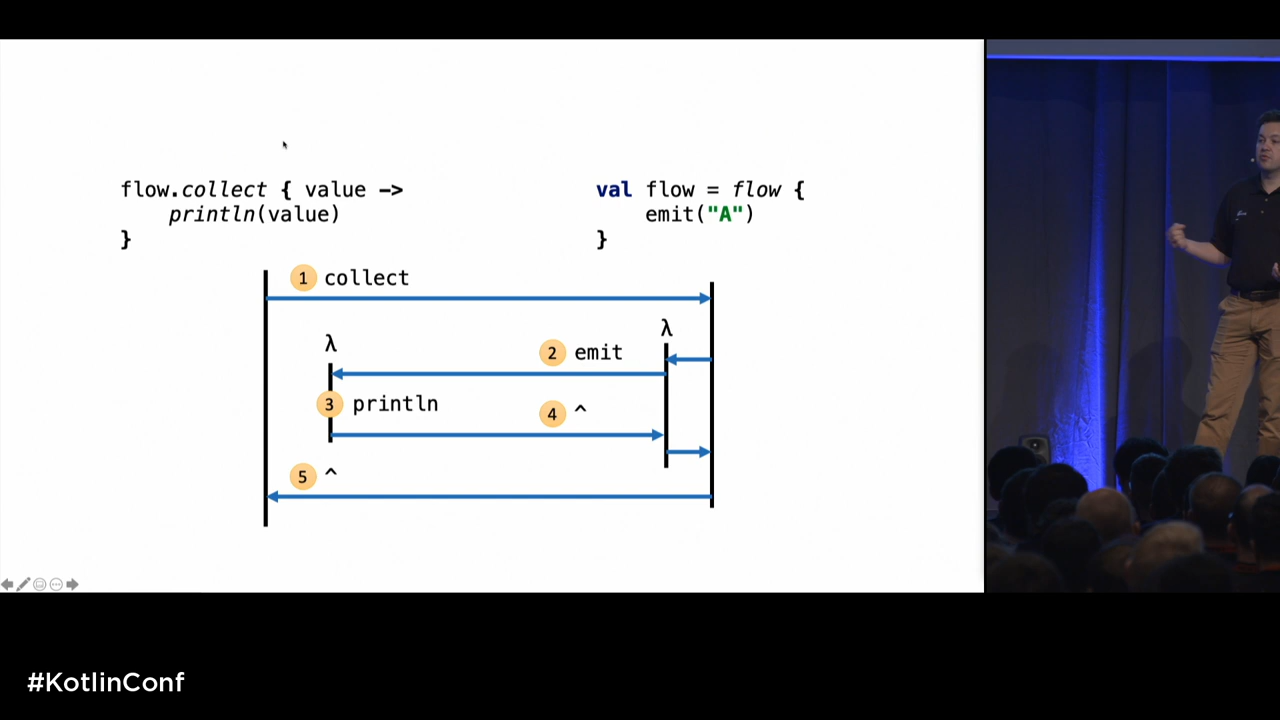 flow.collect { value ->
println(value)
}
val flow = flow {
emit("A")
}
1 collect
λ
λ
2 emit
3 println
4 ^
5 ^
#KotlinConf